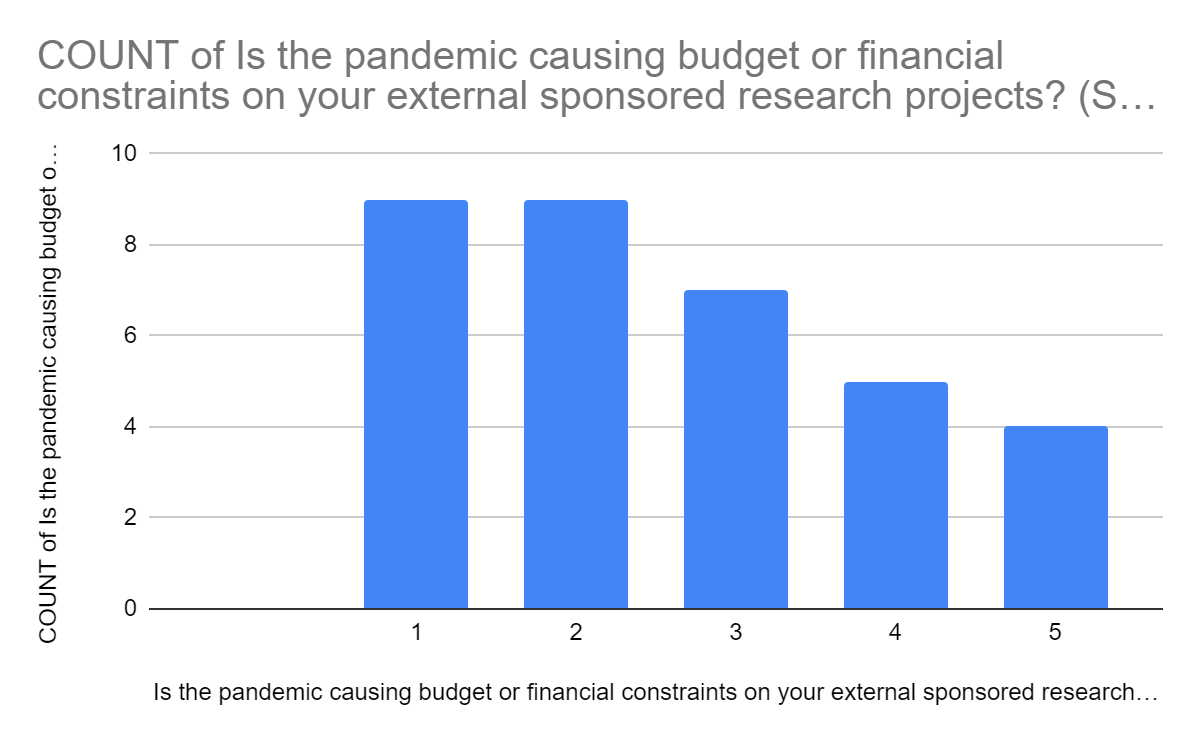 COUNT of Is the pandemic causing budget or financial
constraints on your external sponsored research projects? (S…
COUNT of Is the pandemic causing budget o…
10
8
6
4
2
0
1 2 3 4 5
Is the pandemic causing budget or financial constraints on your external sponsored research…